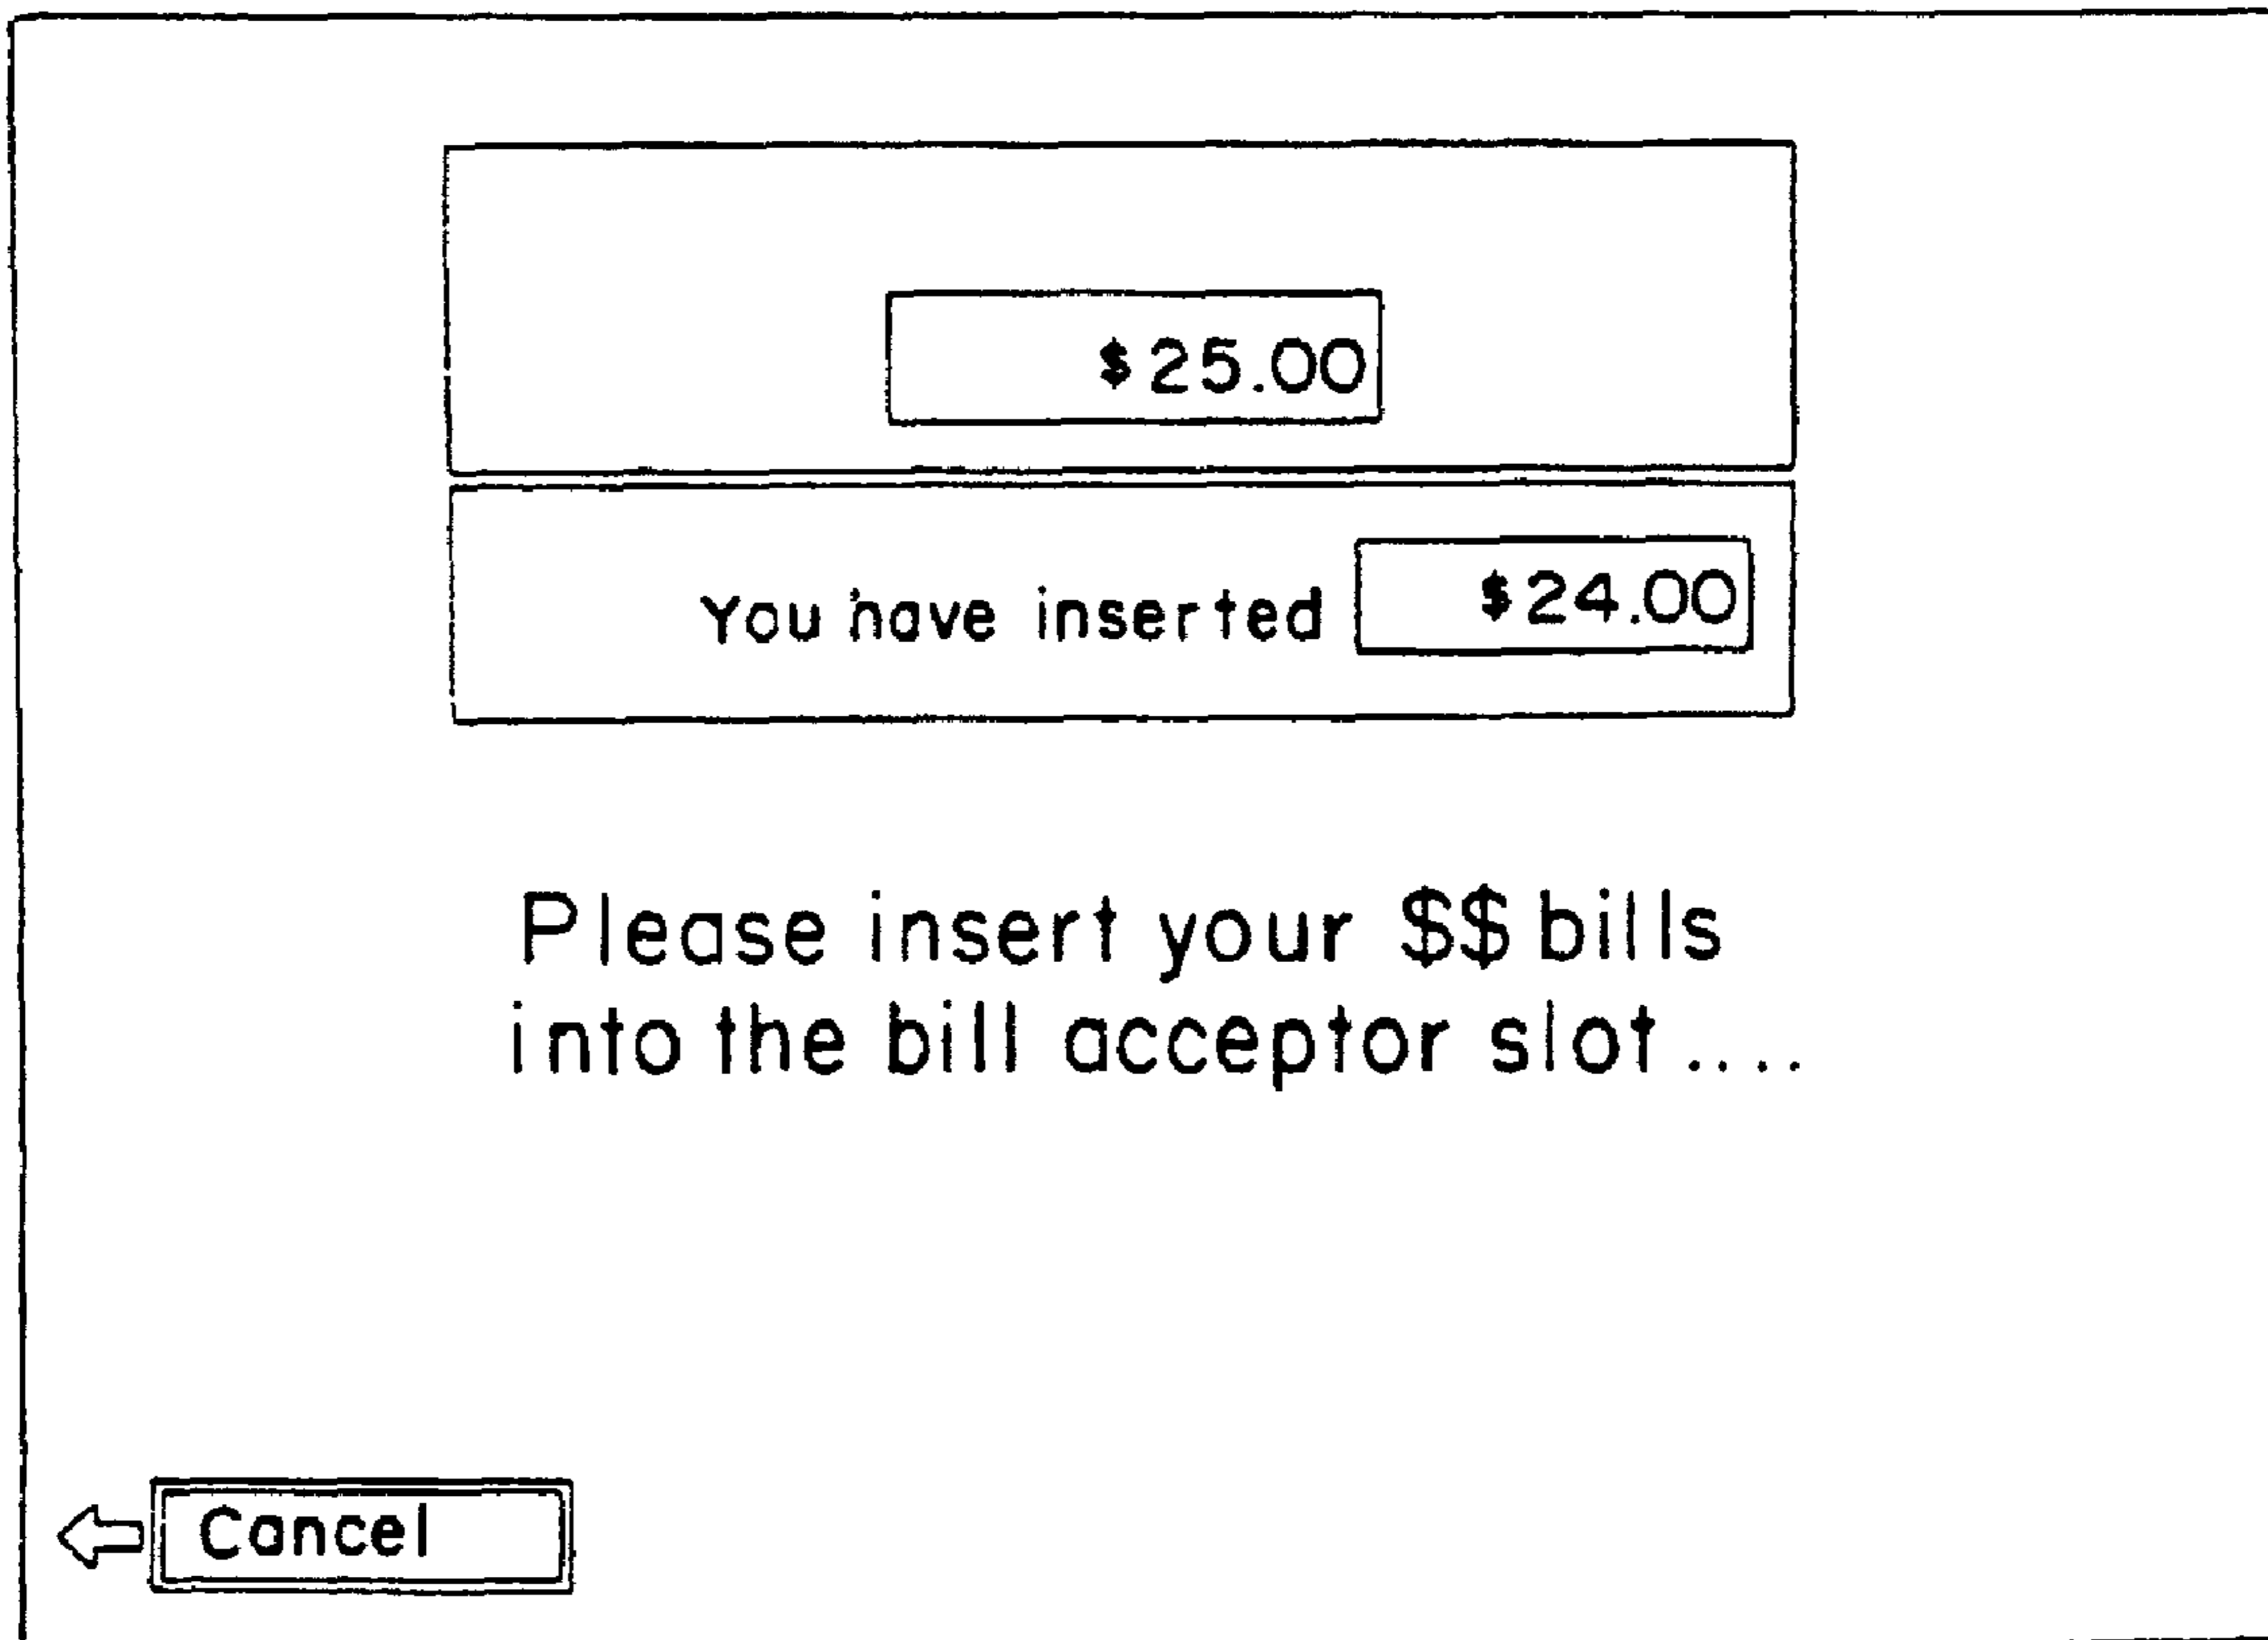 $25.00
You have inserted $24.00
Please insert your $$ bills
into the bill acceptor slot....
Cancel